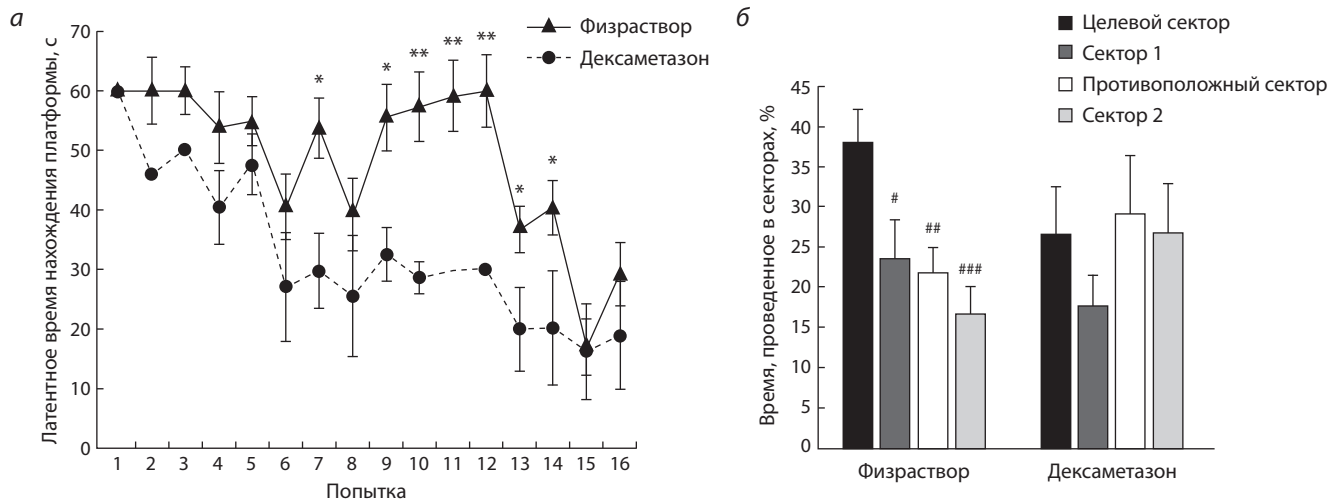 а
Латентное время нахождения платформы, с
70
60
50
40
30
20
10
0
Физраствор
Дексаметазон
*
*
**
**
**
*
*
1 2 3 4 5 6 7 8 9 10 11 12 13 14 15 16
Попытка
б
Целевой сектор
Сектор 1
Противоположный сектор
Сектор 2
Время, проведенное в секторах, %
45
40
35
30
25
20
15
10
5
0
#
##
###
Физраствор Дексаметазон